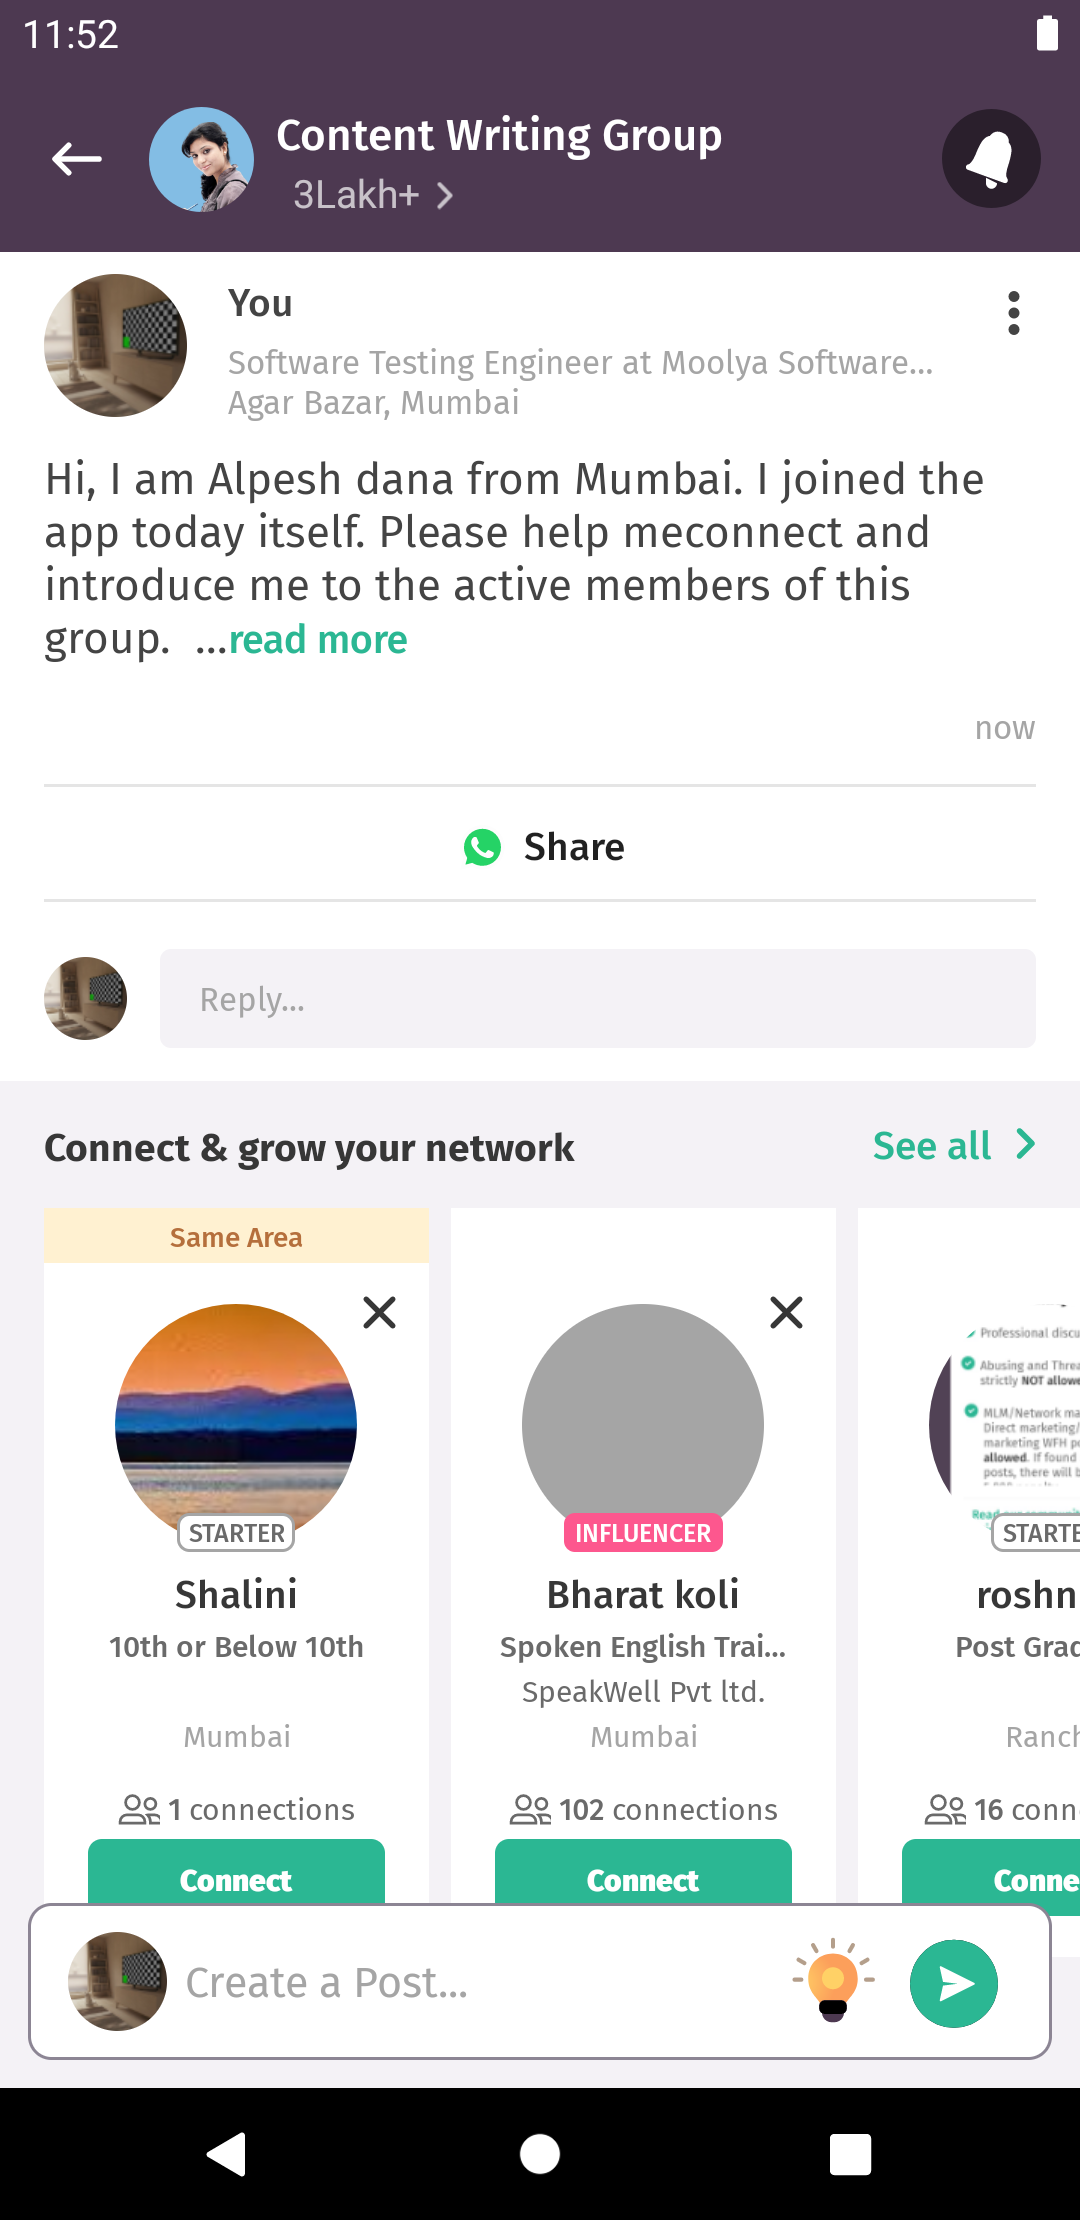 11:52
Content Writing Group
3Lakh+
You
Software Testing Engineer at Moolya Software...
Agar Bazar, Mumbai
Hi, I am Alpesh dana from Mumbai. I joined the
app today itself. Please help meconnect and
introduce me to the active members of this
group. ...read more
now
Share
Reply...
Connect & grow your network
See all
Same Area
STARTER
Shalini
10th or Below 10th
Mumbai
1 connections
Connect
INFLUENCER
Bharat koli
Spoken English Trai...
SpeakWell Pvt ltd.
Mumbai
102 connections
Connect
Professional discu
Abusing and Threa
strictly NOT allowe
MLM/Network ma
Direct marketing/
marketing WFH po
allowed. If found
posts, there will b
STARTE
roshn
Post Grad
Ranch
16 conn
Conne
Create a Post...